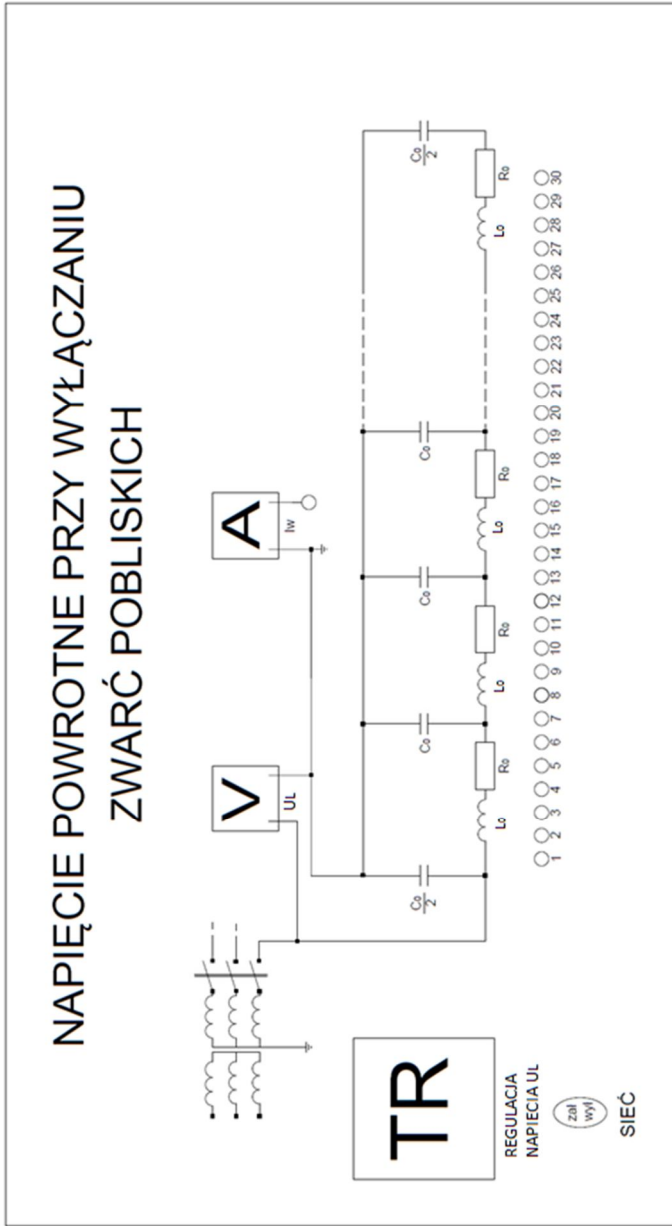 NAPIĘCIE POWROTNE PRZY WYŁĄCZANIU
ZWARĆ POBLISKICH
V
UL
A
Iw
TR
REGULACJA
NAPIECIA UL
zał
wył
SIEĆ
C0
2
C0
C0
C0
C0
2
L0
R0
L0
R0
L0
R0
L0
R0
1 2 3 4 5 6 7 8 9 10 11 12 13 14 15 16 17 18 19 20 21 22 23 24 25 26 27 28 29 30